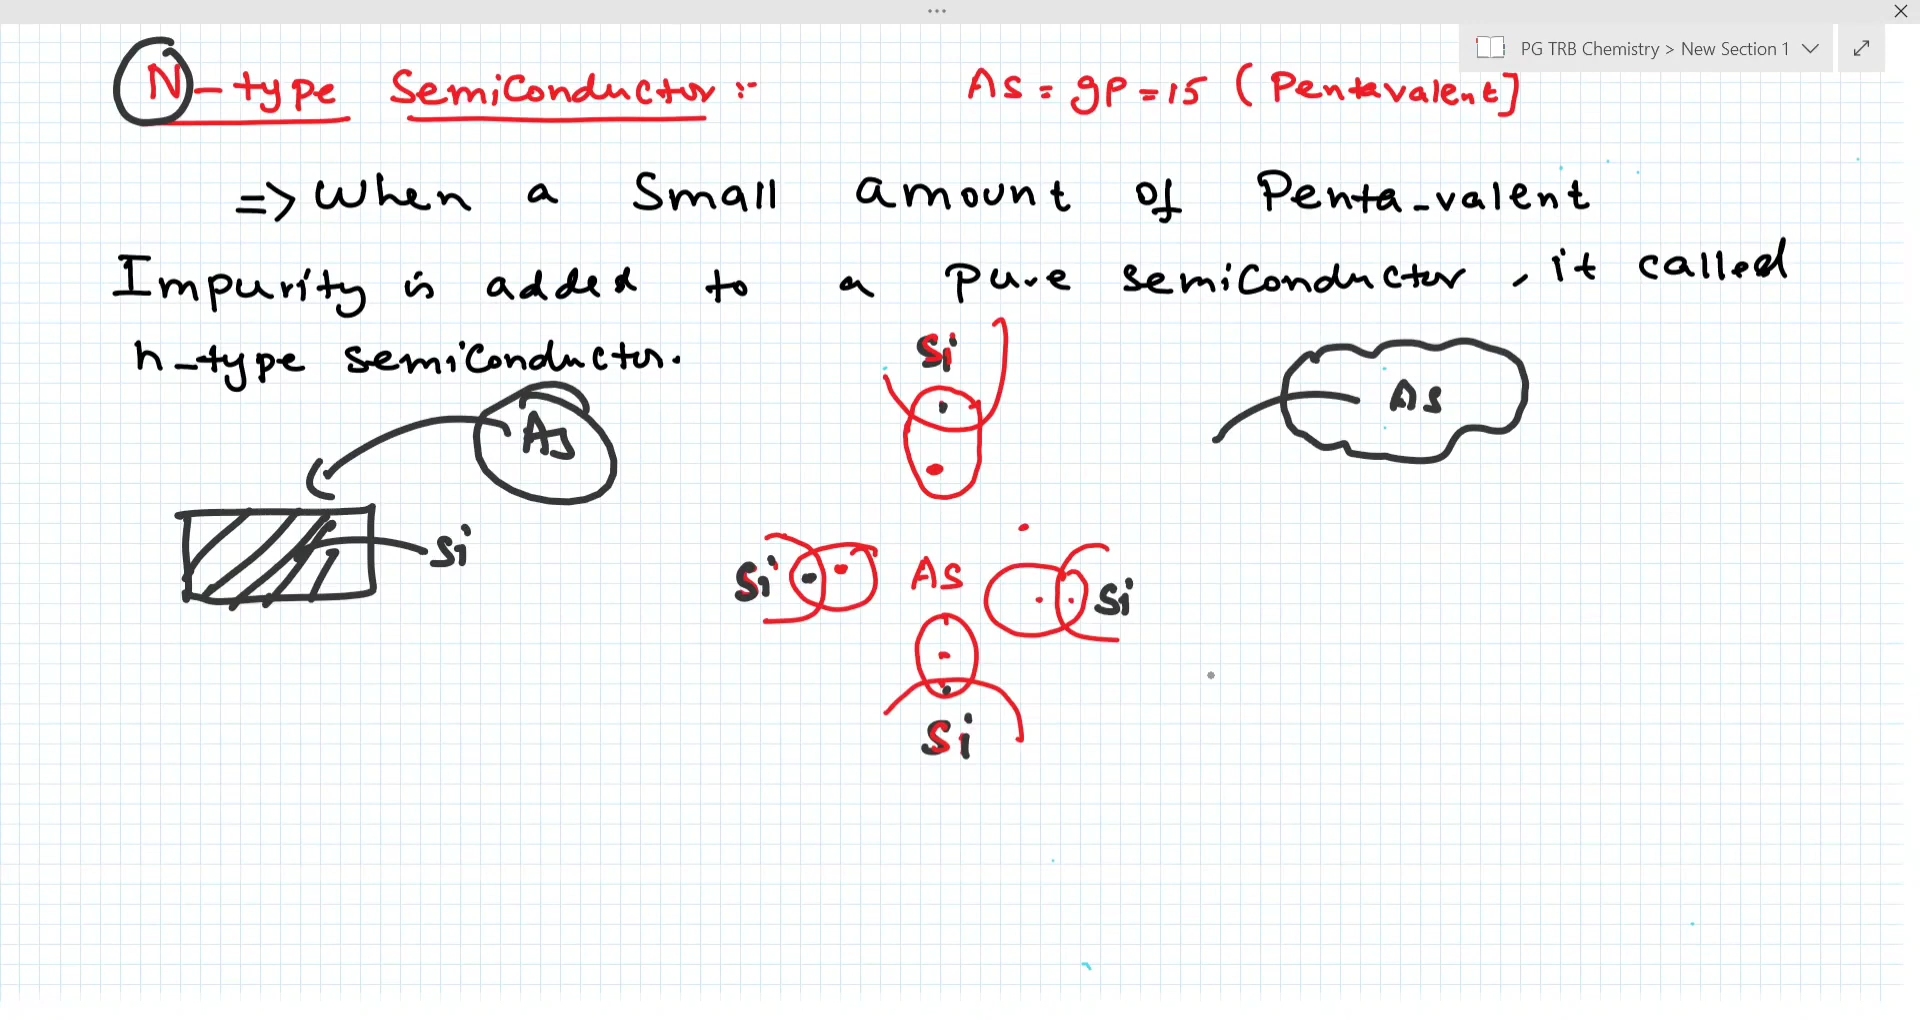 PG TRB Chemistry > New Section 1
N-type Semiconductor :-
As = gp = 15 (Pentavalent]
=> When a Small amount of Penta-valent
Impurity is added to a pure semiconductor, it called
n-type semiconductor.
Si
As
As
Si
Si As Si
Si